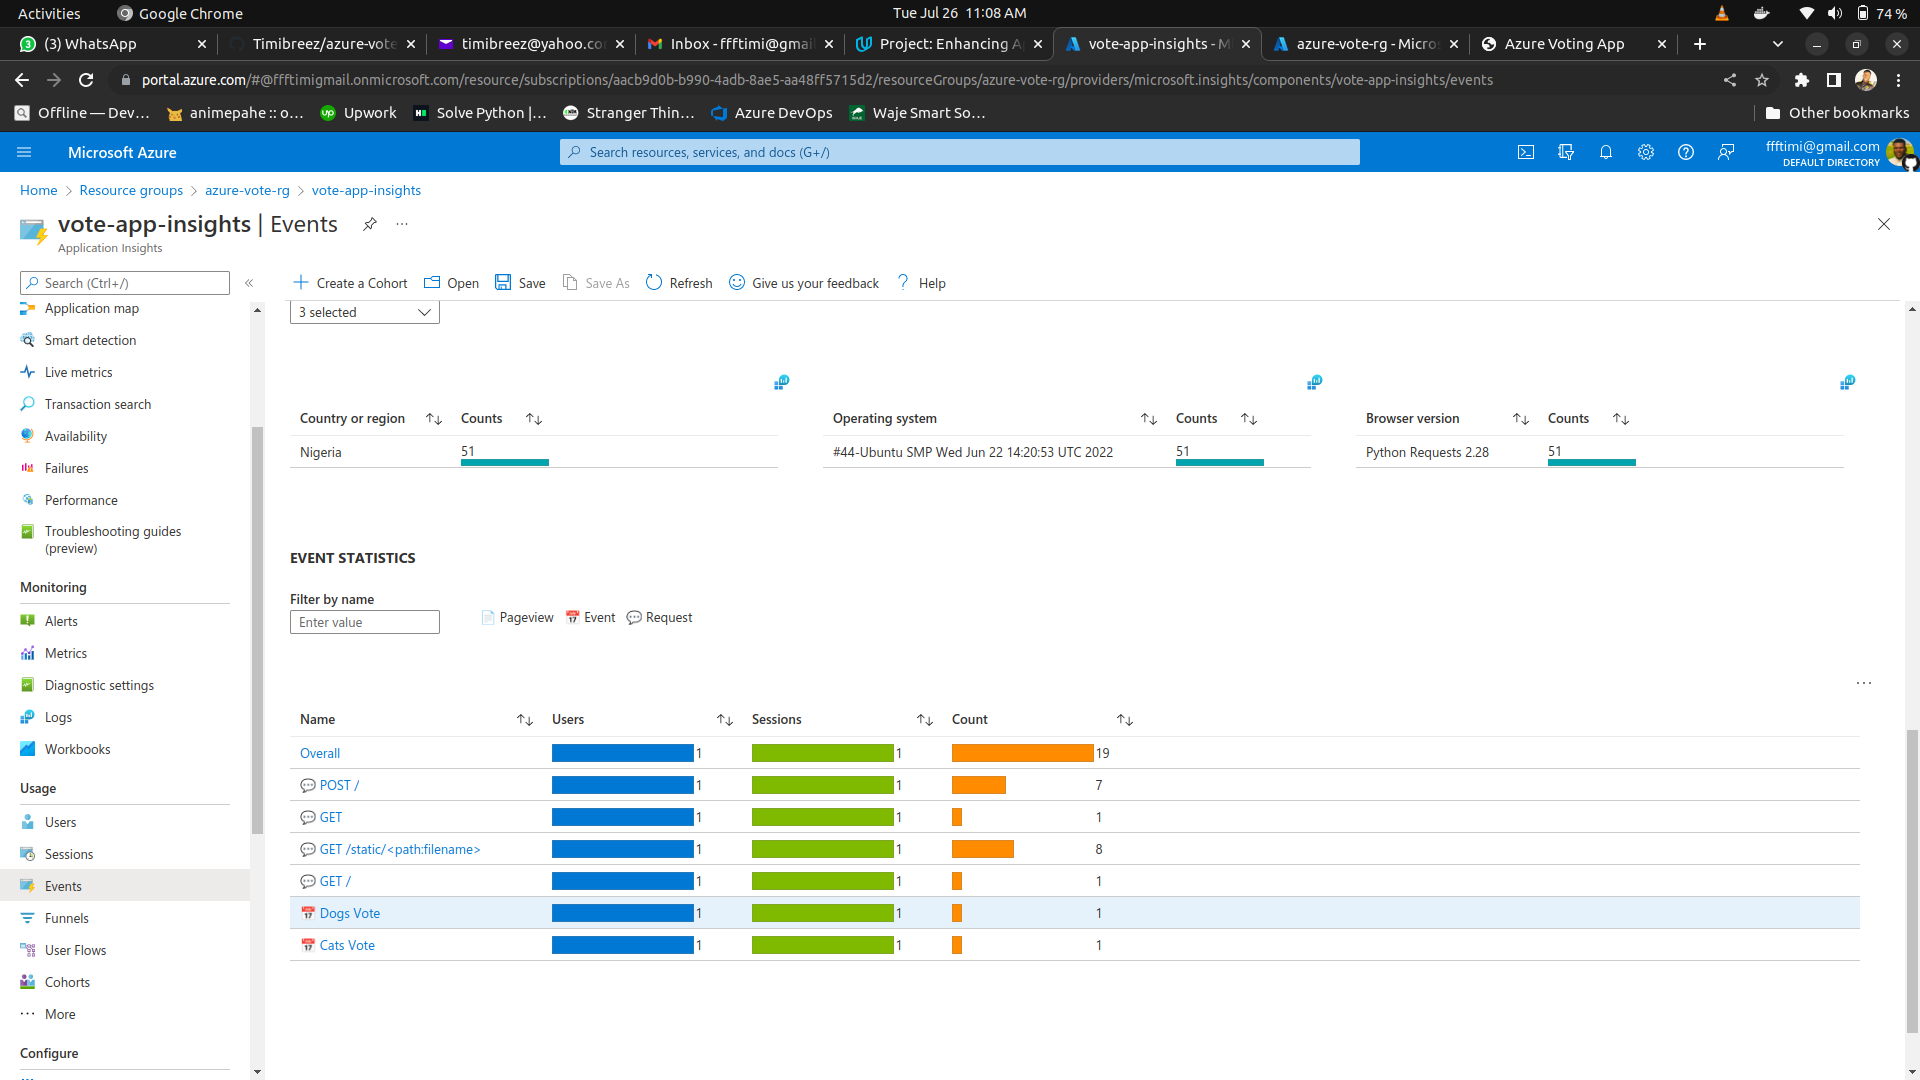 Activities Google Chrome Tue Jul 26 11:08 AM 74 %
(3) WhatsApp Timibreez/azure-vote timibreez@yahoo.co Inbox - ffftimi@gmail Project: Enhancing A vote-app-insights - M azure-vote-rg - Micros Azure Voting App
portal.azure.com/#@ffftimigmail.onmicrosoft.com/resource/subscriptions/aacb9d0b-b990-4adb-8ae5-aa48ff5715d2/resourceGroups/azure-vote-rg/providers/microsoft.insights/components/vote-app-insights/events
Offline — Dev… animepahe :: o… Upwork Solve Python |… Stranger Thin… Azure DevOps Waje Smart So… Other bookmarks
Microsoft Azure Search resources, services, and docs (G+/) ffftimi@gmail.com
DEFAULT DIRECTORY
Home > Resource groups > azure-vote-rg > vote-app-insights
vote-app-insights | Events ...
Application Insights
Search (Ctrl+/) « Create a Cohort Open Save Save As Refresh Give us your feedback ? Help
Application map
Smart detection
Live metrics
Transaction search
Availability
Failures
Performance
Troubleshooting guides
(preview)
Monitoring
Alerts
Metrics
Diagnostic settings
Logs
Workbooks
Usage
Users
Sessions
Events
Funnels
User Flows
Cohorts
More
Configure
3 selected
Country or region Counts
Nigeria 51
Operating system Counts
#44-Ubuntu SMP Wed Jun 22 14:20:53 UTC 2022 51
Browser version Counts
Python Requests 2.28 51
EVENT STATISTICS
Filter by name
Enter value
Pageview Event Request
...
Name Users Sessions Count
Overall 1 1 19
POST / 1 1 7
GET 1 1 1
GET /static/<path:filename> 1 1 8
GET / 1 1 1
Dogs Vote 1 1 1
Cats Vote 1 1 1